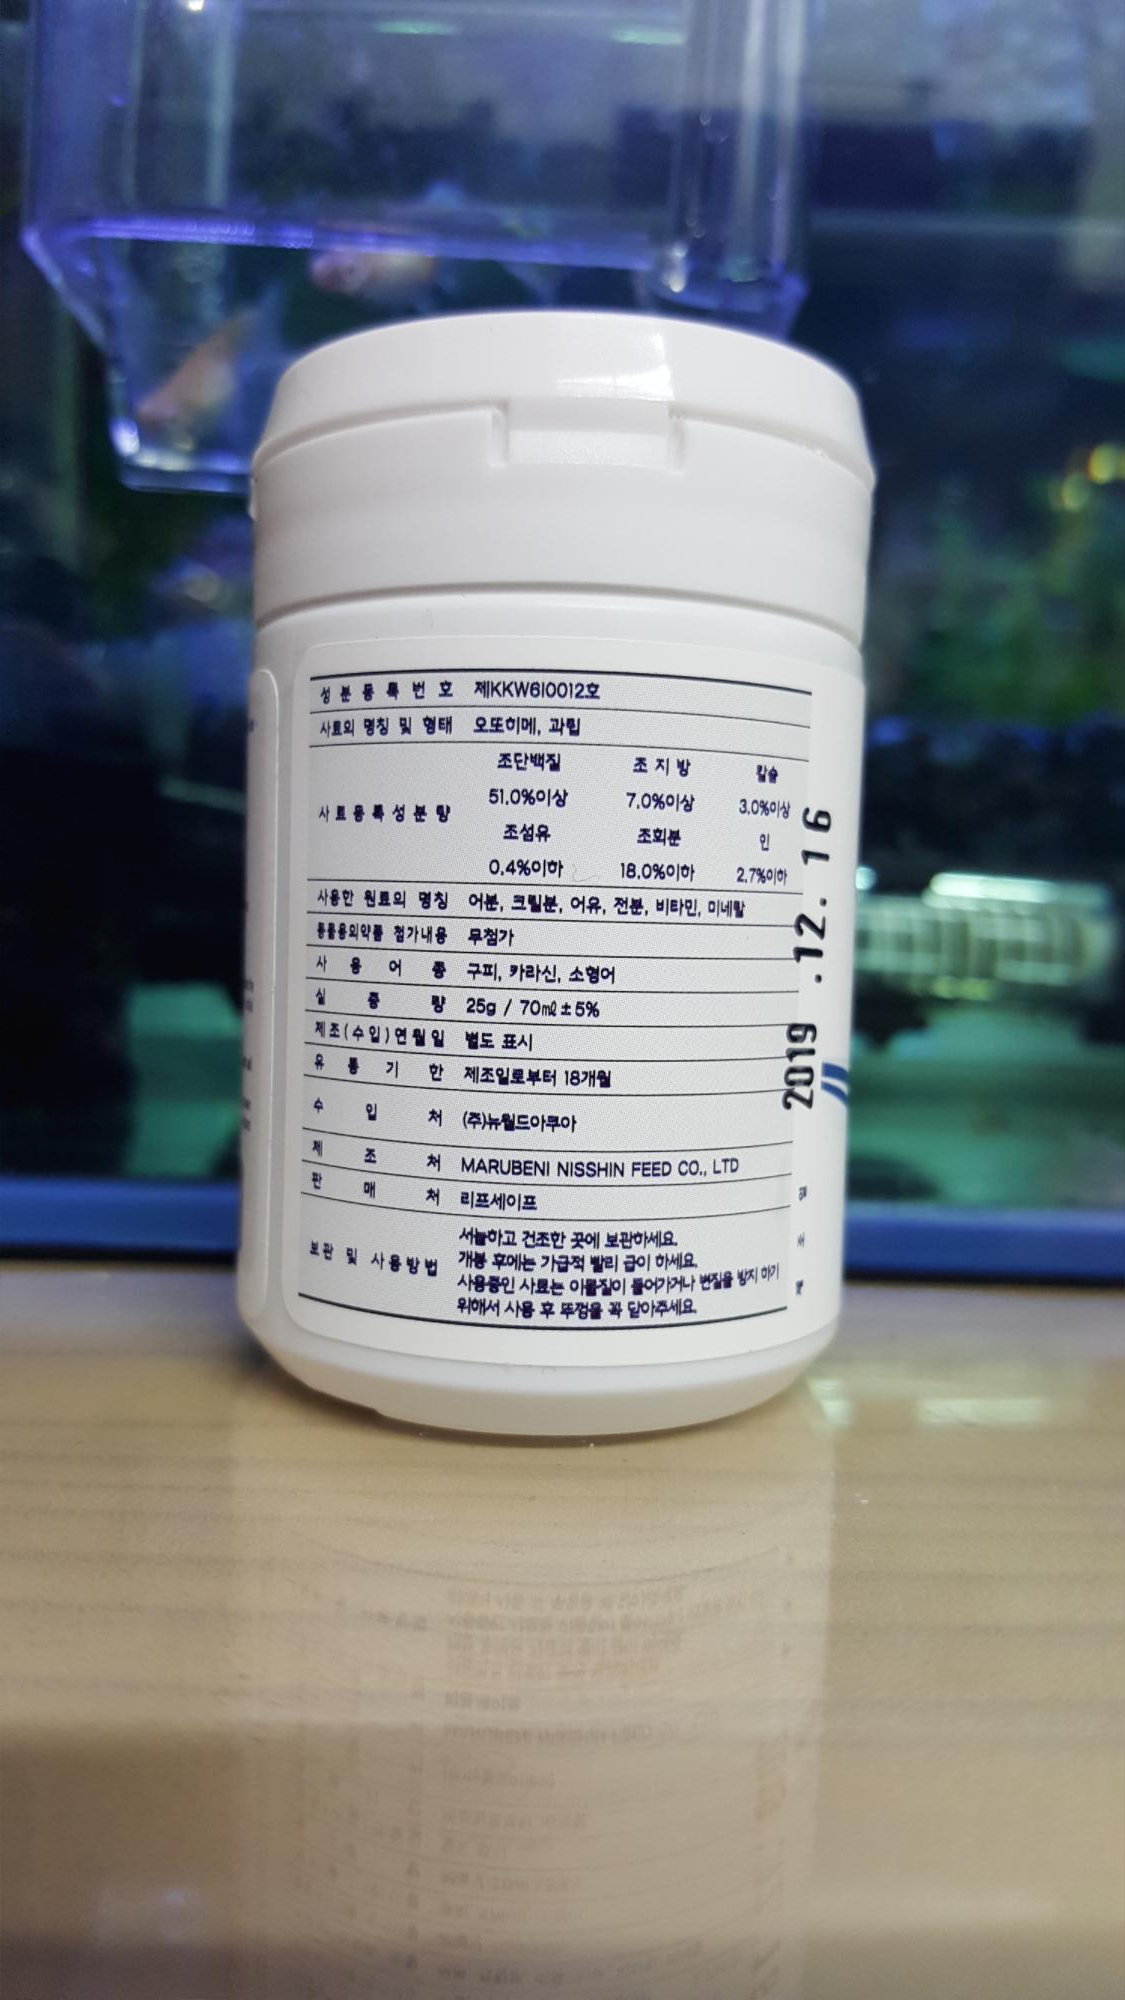 성분등록번호 제KKW610012호
사료의 명칭 및 형태 오또히메, 과립
조단백질 조지방 칼슘
51.0%이상 7.0%이상 3.0%이상
사료등록성분량
조섬유 조회분 인
0.4%이하 18.0%이하 2.7%이하
사용한 원료의 명칭 어분, 크릴분, 어유, 전분, 비타민, 미네랄
동물용의약품 첨가내용 무첨가
사용어종 구피, 카라신, 소형어
실중량 25g / 70㎖±5%
제조(수입)연월일 별도 표시
유통기한 제조일로부터 18개월
수입처 (주)뉴월드아쿠아
제조처 MARUBENI NISSHIN FEED CO., LTD
판매처 리프세이프
보관 및 사용방법 서늘하고 건조한 곳에 보관하세요.
개봉 후에는 가급적 빨리 급이 하세요.
사용중인 사료는 이물질이 들어가거나 변질을 방지 하기
위해서 사용 후 뚜껑을 꼭 닫아주세요.
2019 .12. 16